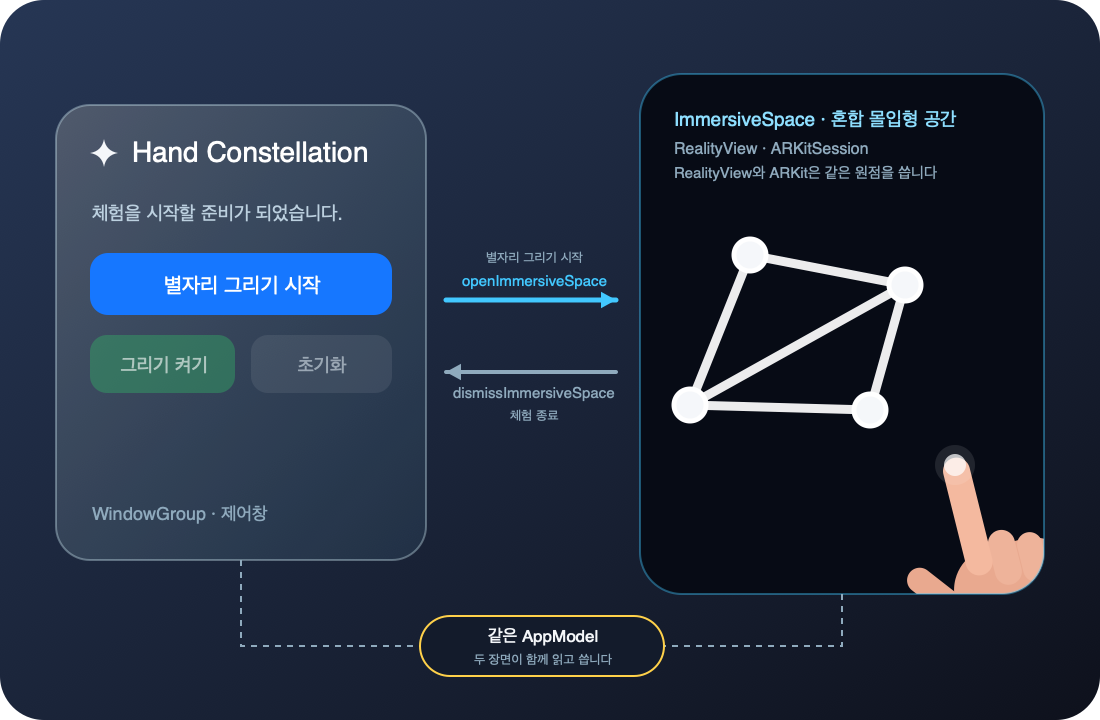 Hand Constellation
체험을 시작할 준비가 되었습니다.
별자리 그리기 시작
그리기 켜기
초기화
WindowGroup · 제어창
별자리 그리기 시작
openImmersiveSpace
dismissImmersiveSpace
체험 종료
ImmersiveSpace · 혼합 몰입형 공간
RealityView · ARKitSession
RealityView와 ARKit은 같은 원점을 씁니다
같은 AppModel
두 장면이 함께 읽고 씁니다